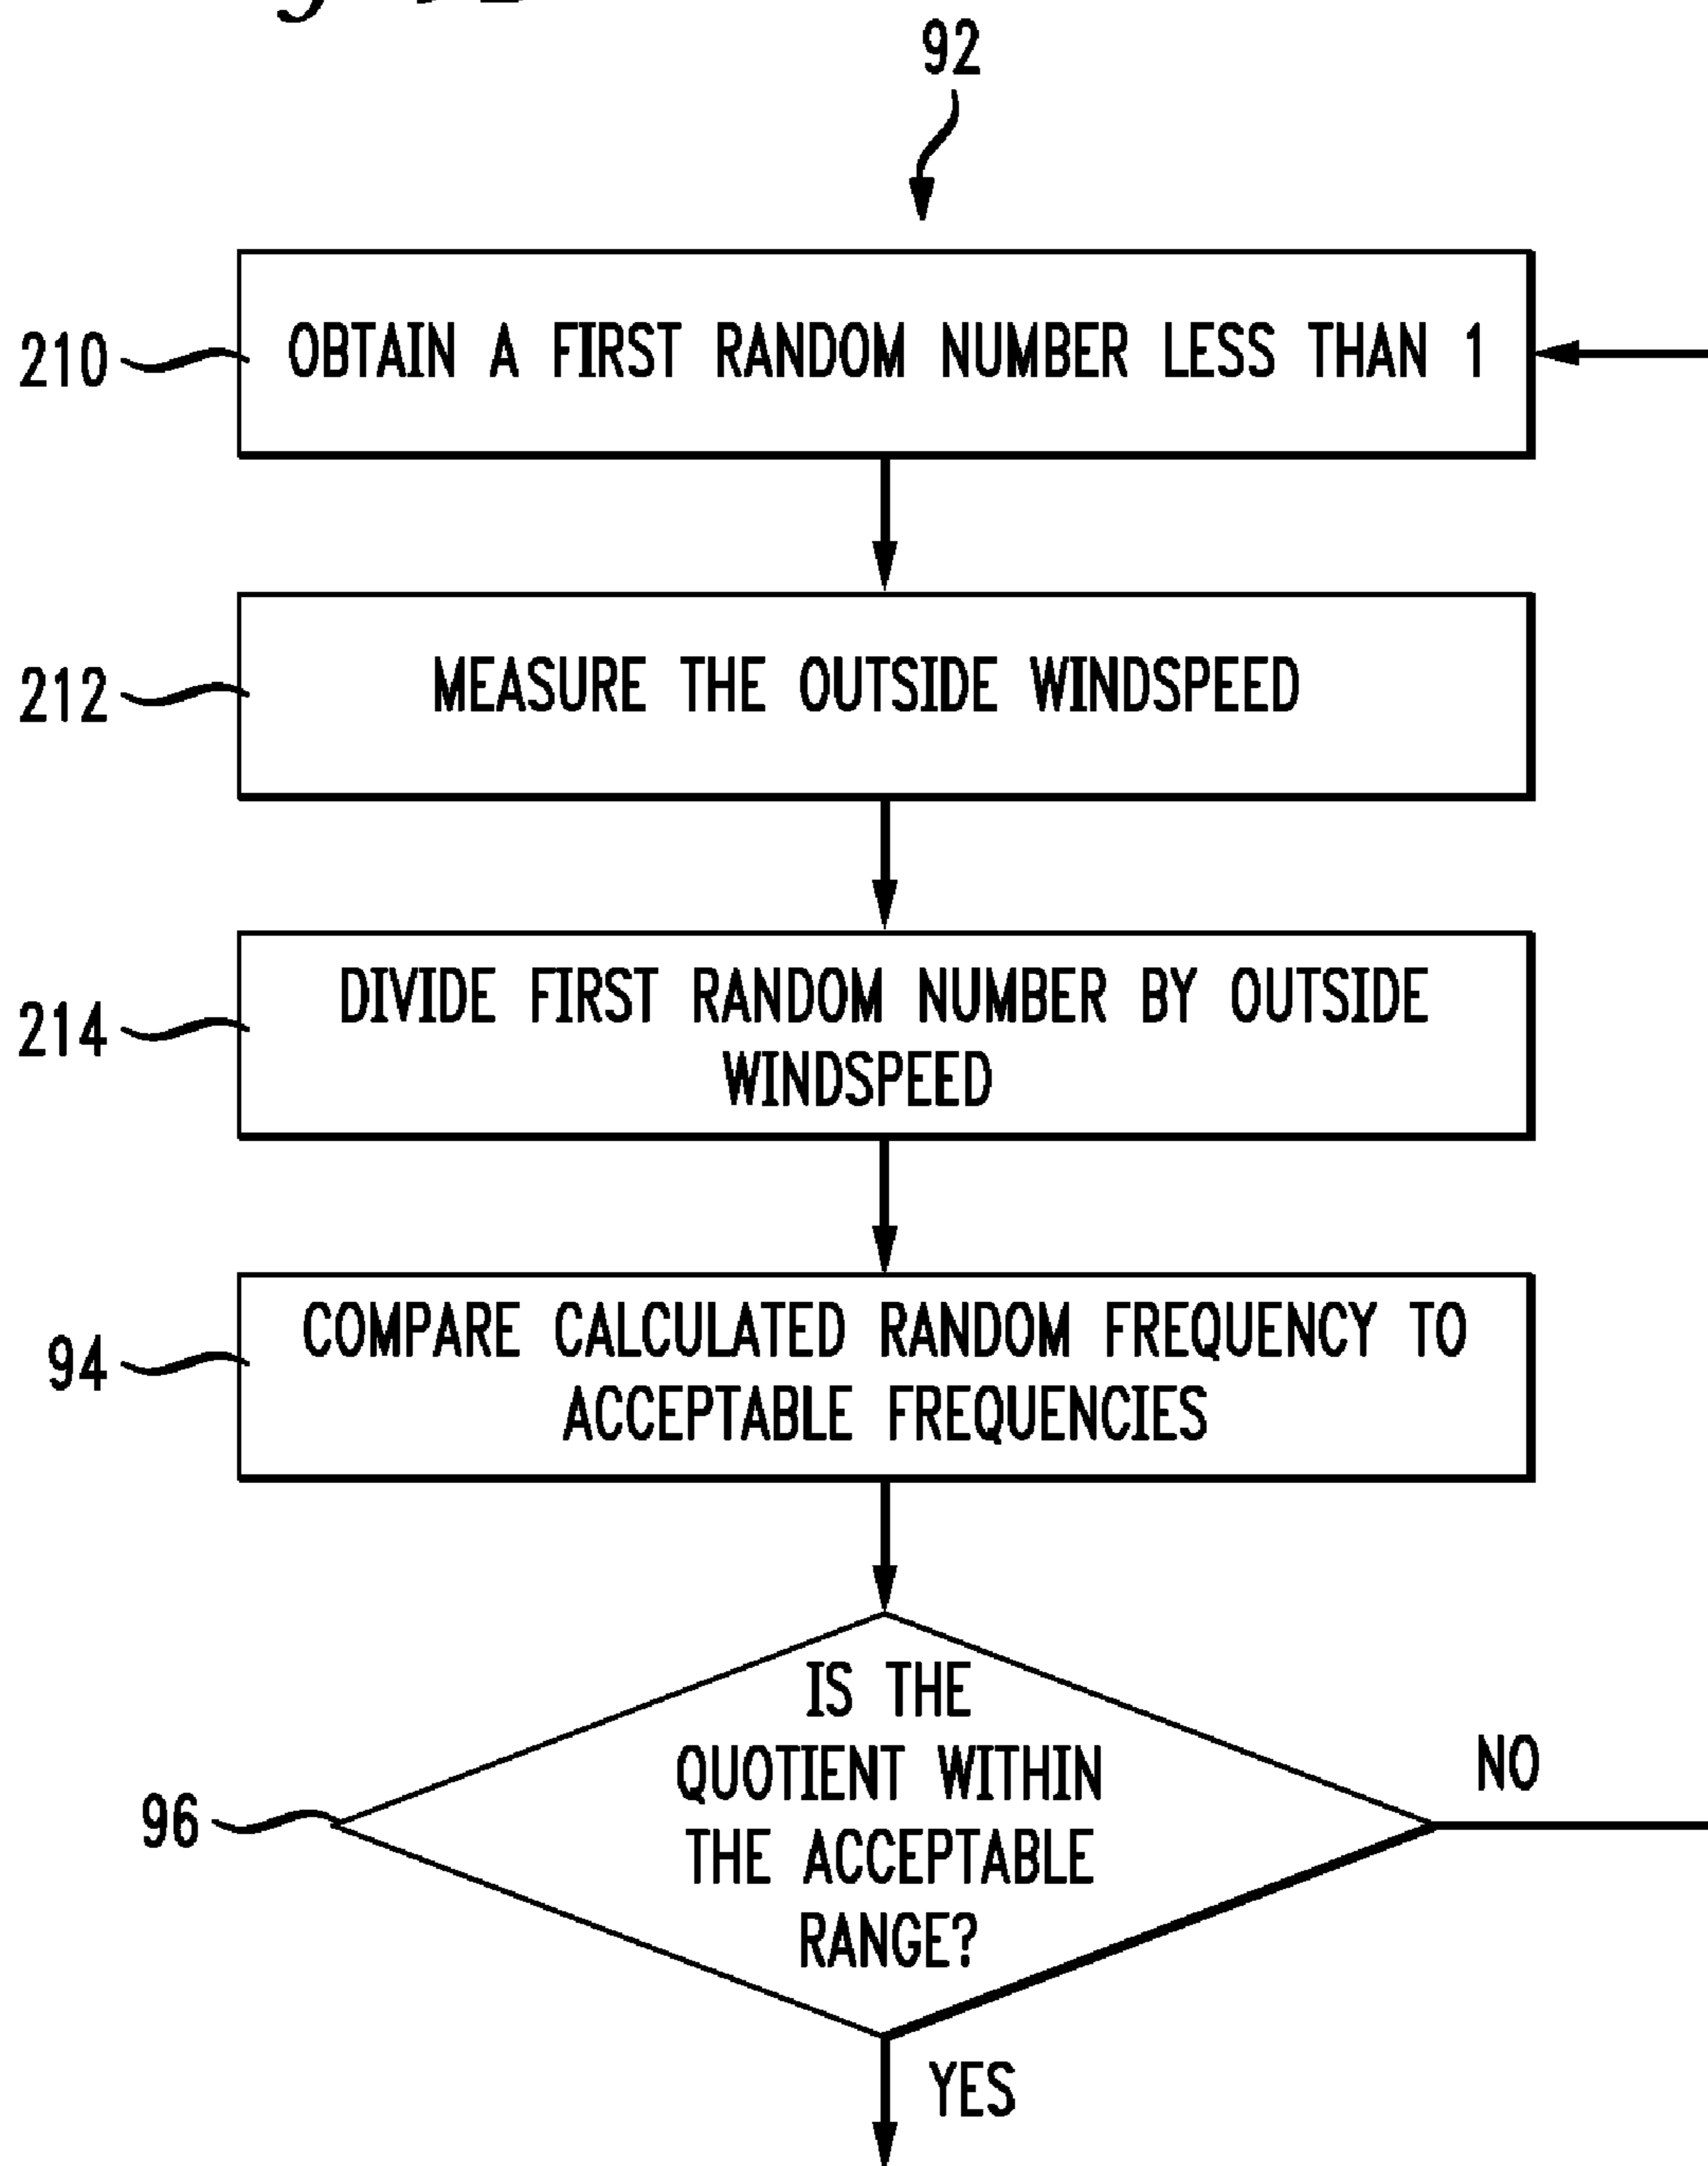 92
210
OBTAIN A FIRST RANDOM NUMBER LESS THAN 1
212
MEASURE THE OUTSIDE WINDSPEED
214
DIVIDE FIRST RANDOM NUMBER BY OUTSIDE
WINDSPEED
94
COMPARE CALCULATED RANDOM FREQUENCY TO
ACCEPTABLE FREQUENCIES
96
IS THE
QUOTIENT WITHIN
THE ACCEPTABLE
RANGE?
NO
YES